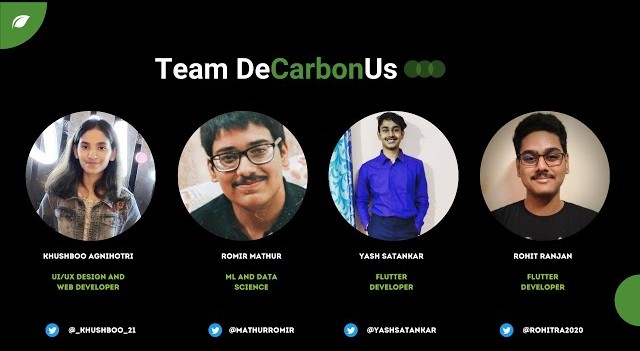 Team DeCarbonUs
KHUSHBOO AGNIHOTRI
UI/UX DESIGN AND
WEB DEVELOPER
@_KHUSHBOO_21
ROMIR MATHUR
ML AND DATA
SCIENCE
@MATHURROMIR
YASH SATANKAR
FLUTTER
DEVELOPER
@YASHSATANKAR
ROHIT RANJAN
FLUTTER
DEVELOPER
@ROHITRA2020